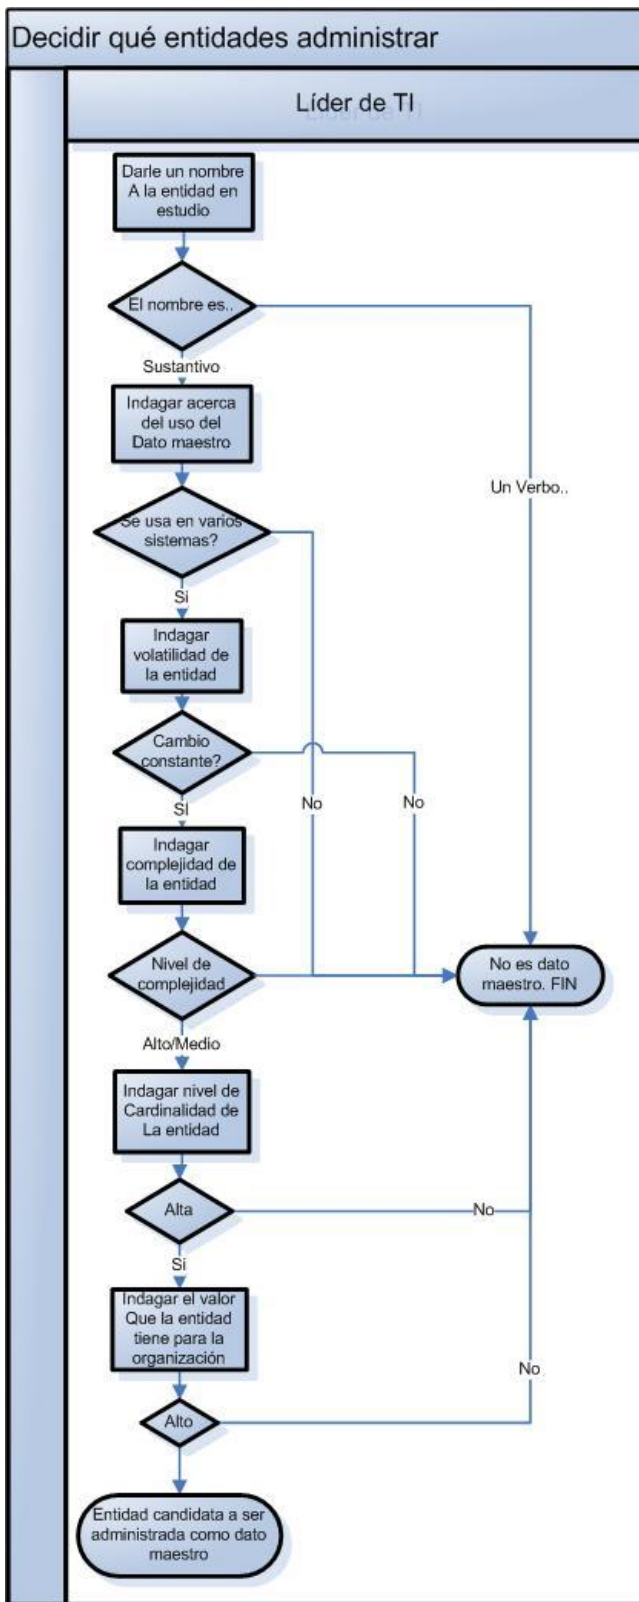 Decidir qué entidades administrar
Líder de TI
Darle un nombre
A la entidad en
estudio
El nombre es..
Sustantivo
Un Verbo..
Indagar acerca
del uso del
Dato maestro
Se usa en varios
sistemas?
Si
No
Indagar
volatilidad de
la entidad
Cambio
constante?
SI
No
Indagar
complejidad de
la entidad
Nivel de
complejidad
No es dato
maestro. FIN
Alto/Medio
Indagar nivel de
Cardinalidad de
La entidad
Alta
No
Si
Indagar el valor
Que la entidad
tiene para la
organización
Alto
No
Entidad candidata a ser
administrada como dato
maestro